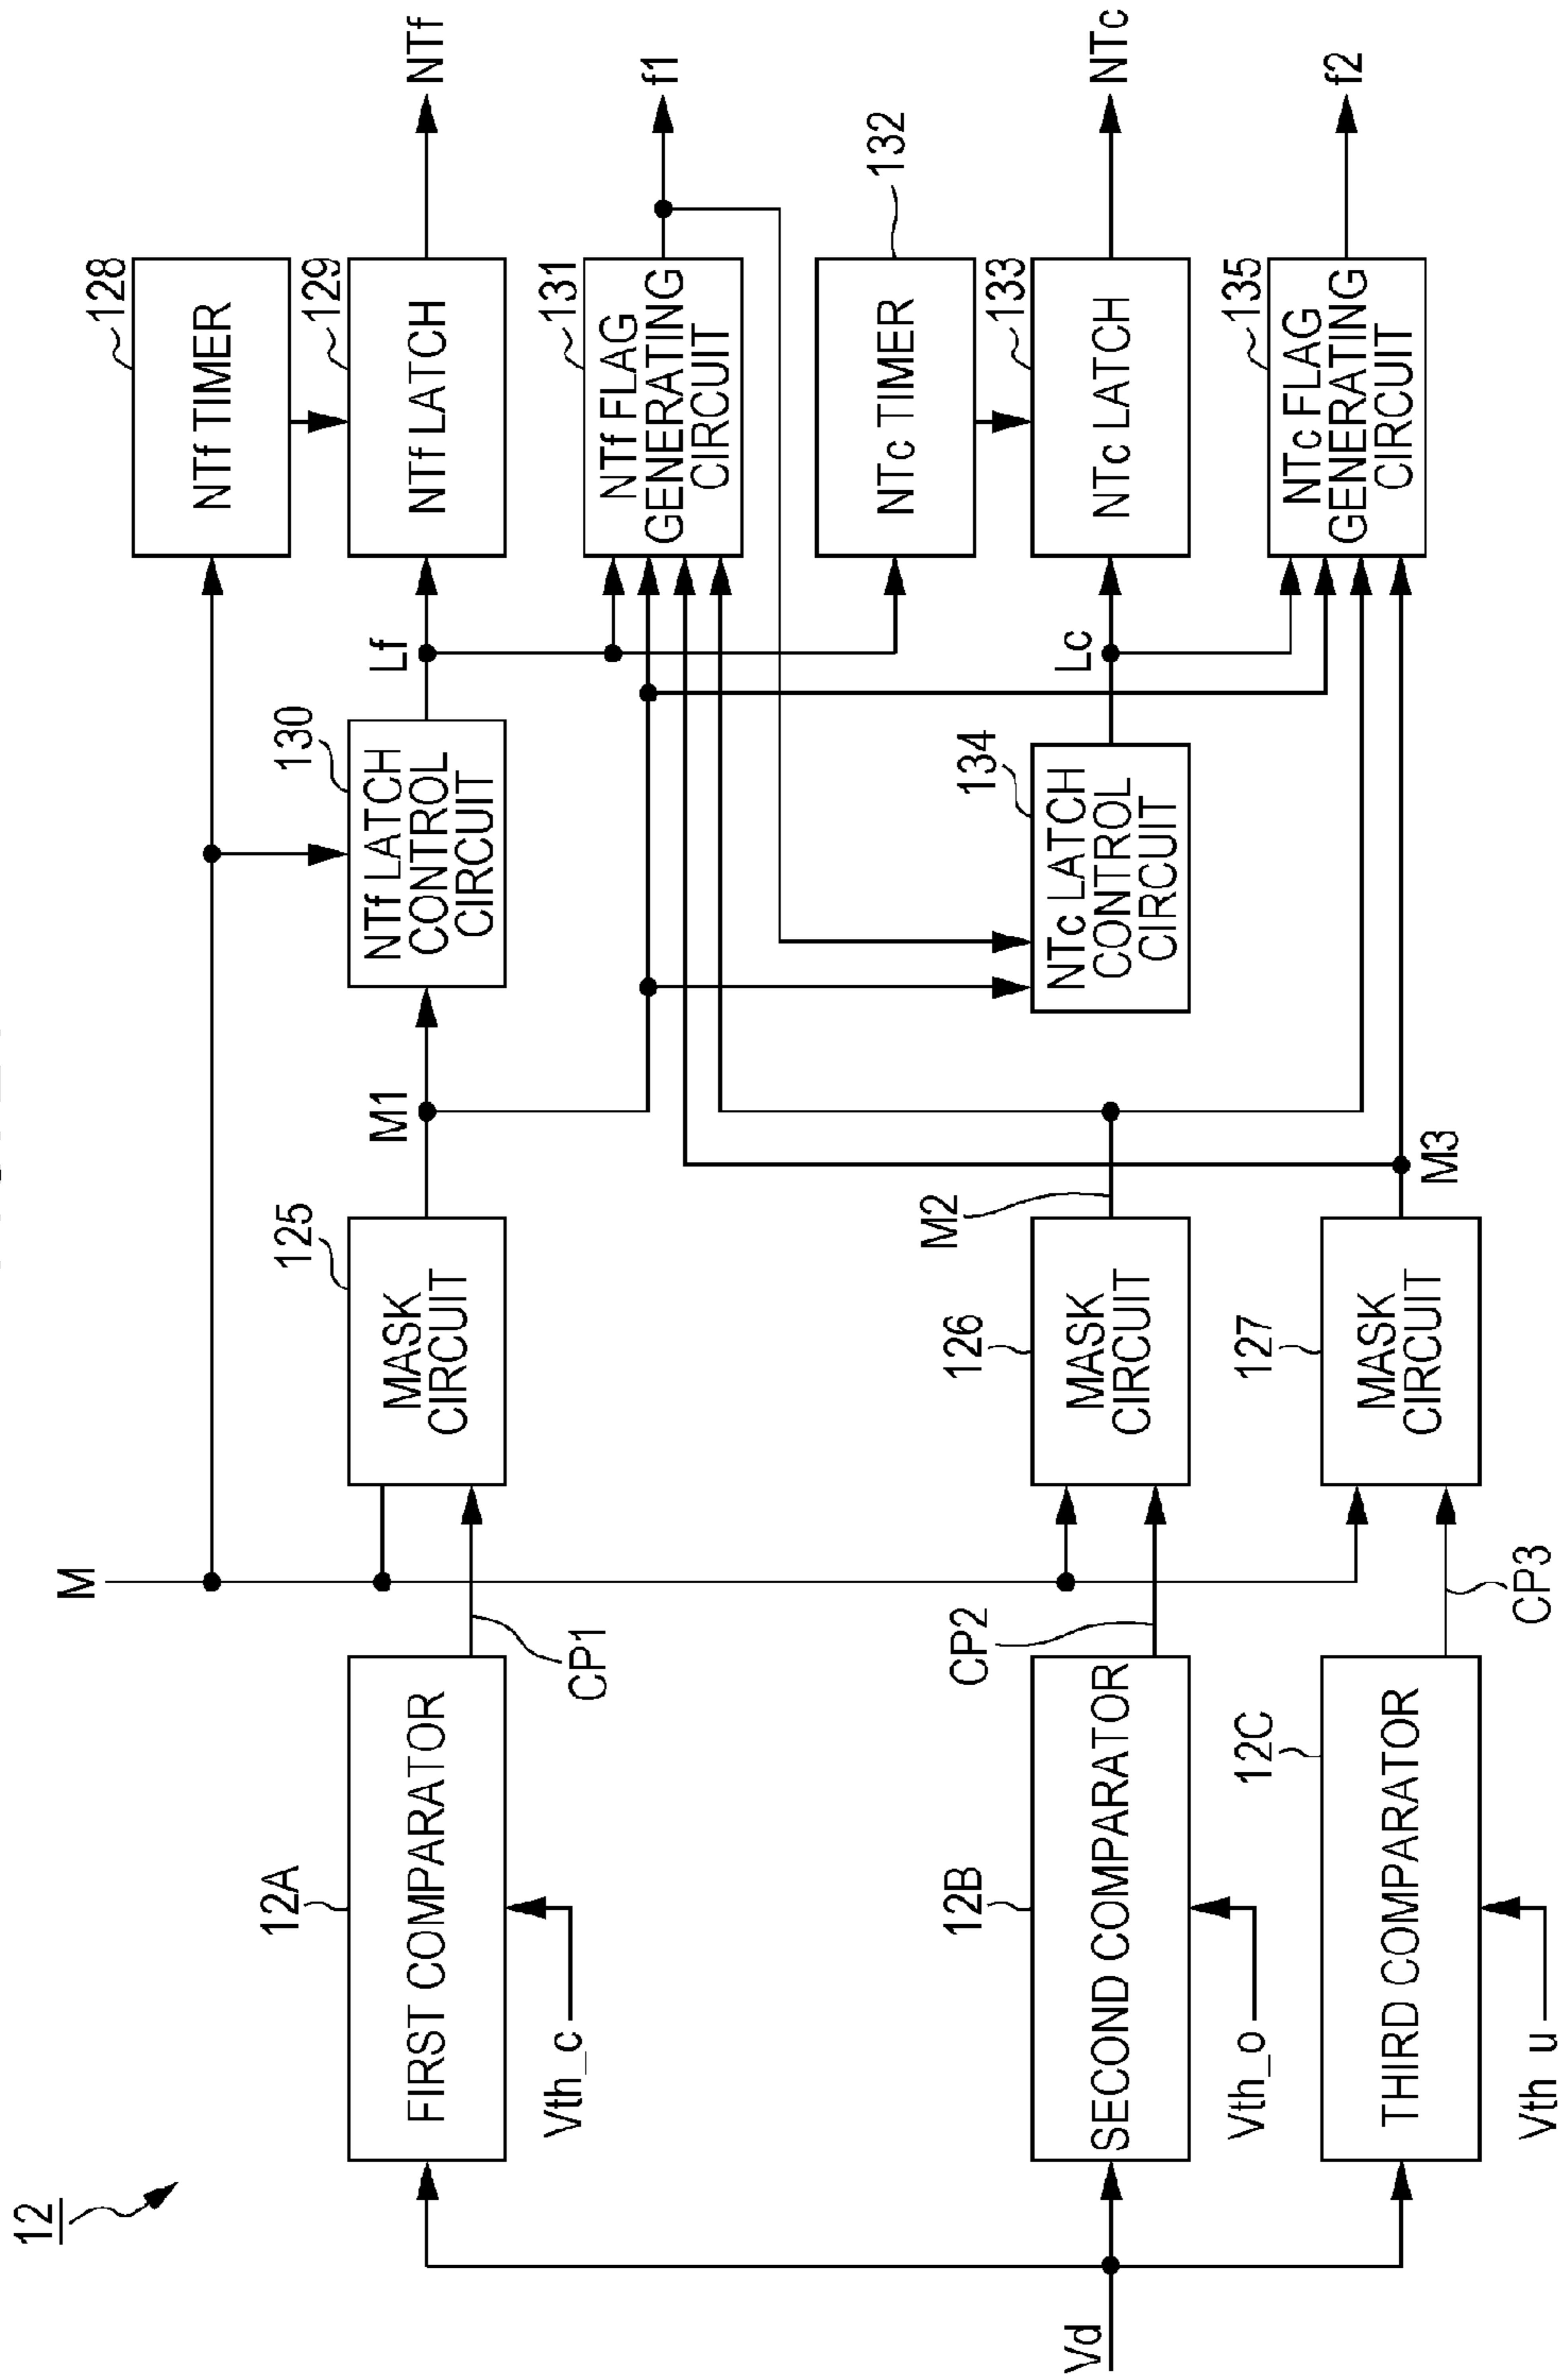 12
Vd
12A
FIRST COMPARATOR
Vth_c
12B
SECOND COMPARATOR
Vth_o
12C
THIRD COMPARATOR
Vth_u
M
CP1
CP2
CP3
125
MASK
CIRCUIT
126
MASK
CIRCUIT
127
MASK
CIRCUIT
M1
M2
M3
130
NTf LATCH
CONTROL
CIRCUIT
134
NTc LATCH
CONTROL
CIRCUIT
Lf
Lc
128
NTf TIMER
129
NTf LATCH
131
NTf FLAG
GENERATING
CIRCUIT
132
NTc TIMER
133
NTc LATCH
135
NTc FLAG
GENERATING
CIRCUIT
NTf
f1
NTc
f2